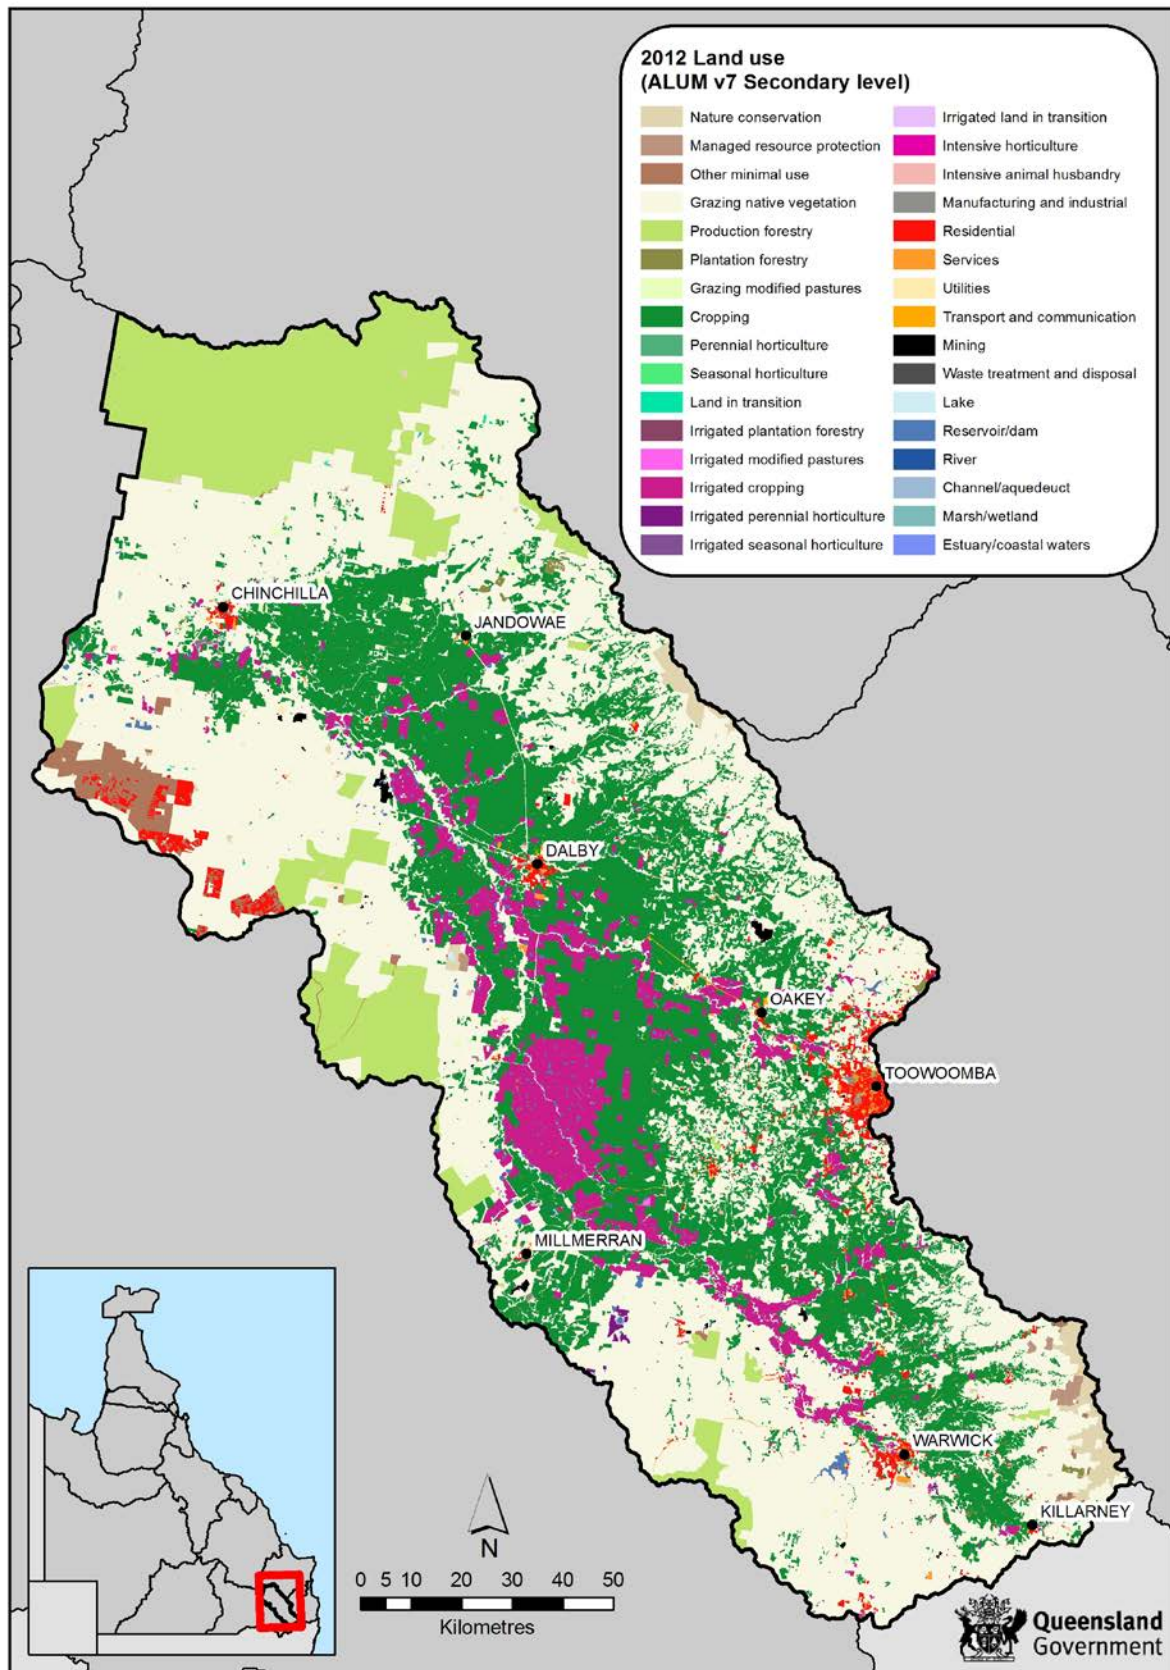 2012 Land use
(ALUM v7 Secondary level)
Nature conservation
Managed resource protection
Other minimal use
Grazing native vegetation
Production forestry
Plantation forestry
Grazing modified pastures
Cropping
Perennial horticulture
Seasonal horticulture
Land in transition
Irrigated plantation forestry
Irrigated modified pastures
Irrigated cropping
Irrigated perennial horticulture
Irrigated seasonal horticulture
Irrigated land in transition
Intensive horticulture
Intensive animal husbandry
Manufacturing and industrial
Residential
Services
Utilities
Transport and communication
Mining
Waste treatment and disposal
Lake
Reservoir/dam
River
Channel/aquedeuct
Marsh/wetland
Estuary/coastal waters
CHINCHILLA
JANDOWAE
DALBY
OAKEY
TOOWOOMBA
MILLMERRAN
WARWICK
KILLARNEY
N
0 5 10 20 30 40 50
Kilometres
Queensland
Government